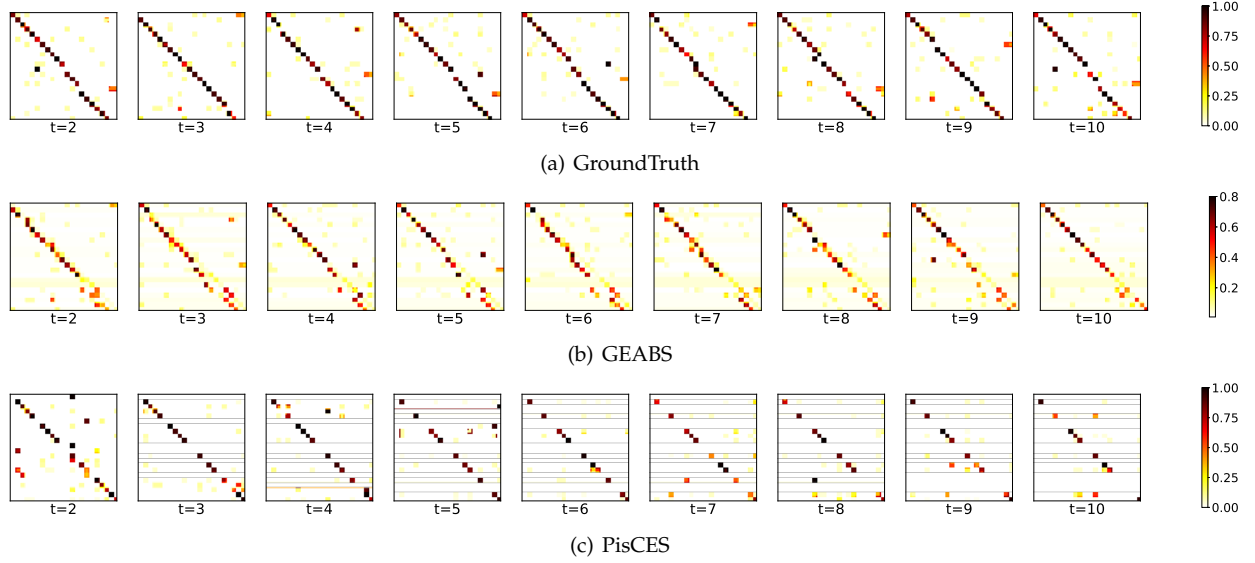 1.00
0.75
0.50
0.25
0.00
t=2 t=3 t=4 t=5 t=6 t=7 t=8 t=9 t=10
(a) GroundTruth
0.8
0.6
0.4
0.2
t=2 t=3 t=4 t=5 t=6 t=7 t=8 t=9 t=10
(b) GEABS
1.00
0.75
0.50
0.25
0.00
t=2 t=3 t=4 t=5 t=6 t=7 t=8 t=9 t=10
(c) PisCES